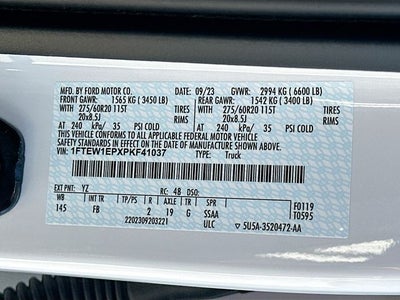 MFD. BY FORD MOTOR CO. 09/23 GVWR: 2994 KG ( 6600 LB)
FRONT GAWR: 1565 KG ( 3450 LB) REAR GAWR: 1542 KG ( 3400 LB)
WITH 275/60R20 115T TIRES WITH 275/60R20 115T TIRES
20x8.5J RIMS 20x8.5J RIMS
AT 240 kPa/ 35 PSI COLD AT 240 kPa/ 35 PSI COLD
THIS VEHICLE CONFORMS TO ALL APPLICABLE FEDERAL MOTOR VEHICLE
SAFETY STANDARDS IN EFFECT ON THE DATE OF MANUFACTURE SHOWN ABOVE.
VIN: 1FTEW1EPXPKF41037
TYPE: Truck
EXT PNT: YZ RC: 48 DSO:
WB INT TR TP/PS R AXLE TR SPR F0119
145 FB 2 19 G SSAA T0595
2202309203221 ULC 5U5A-3520472-AA